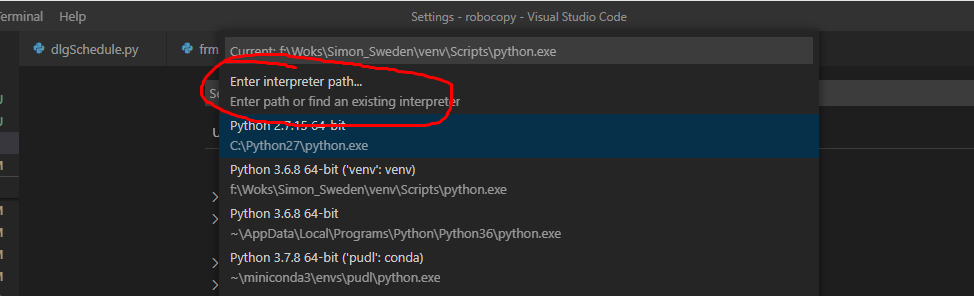 Terminal Help
Settings - robocopy - Visual Studio Code
dlgSchedule.py
frm
Current: f:\Woks\Simon_Sweden\venv\Scripts\python.exe
Enter interpreter path...
Enter path or find an existing interpreter
Python 2.7.15 64-bit
C:\Python27\python.exe
Python 3.6.8 64-bit ('venv': venv)
f:\Woks\Simon_Sweden\venv\Scripts\python.exe
Python 3.6.8 64-bit
~\AppData\Local\Programs\Python\Python36\python.exe
Python 3.7.8 64-bit ('pudl': conda)
~\miniconda3\envs\pudl\python.exe